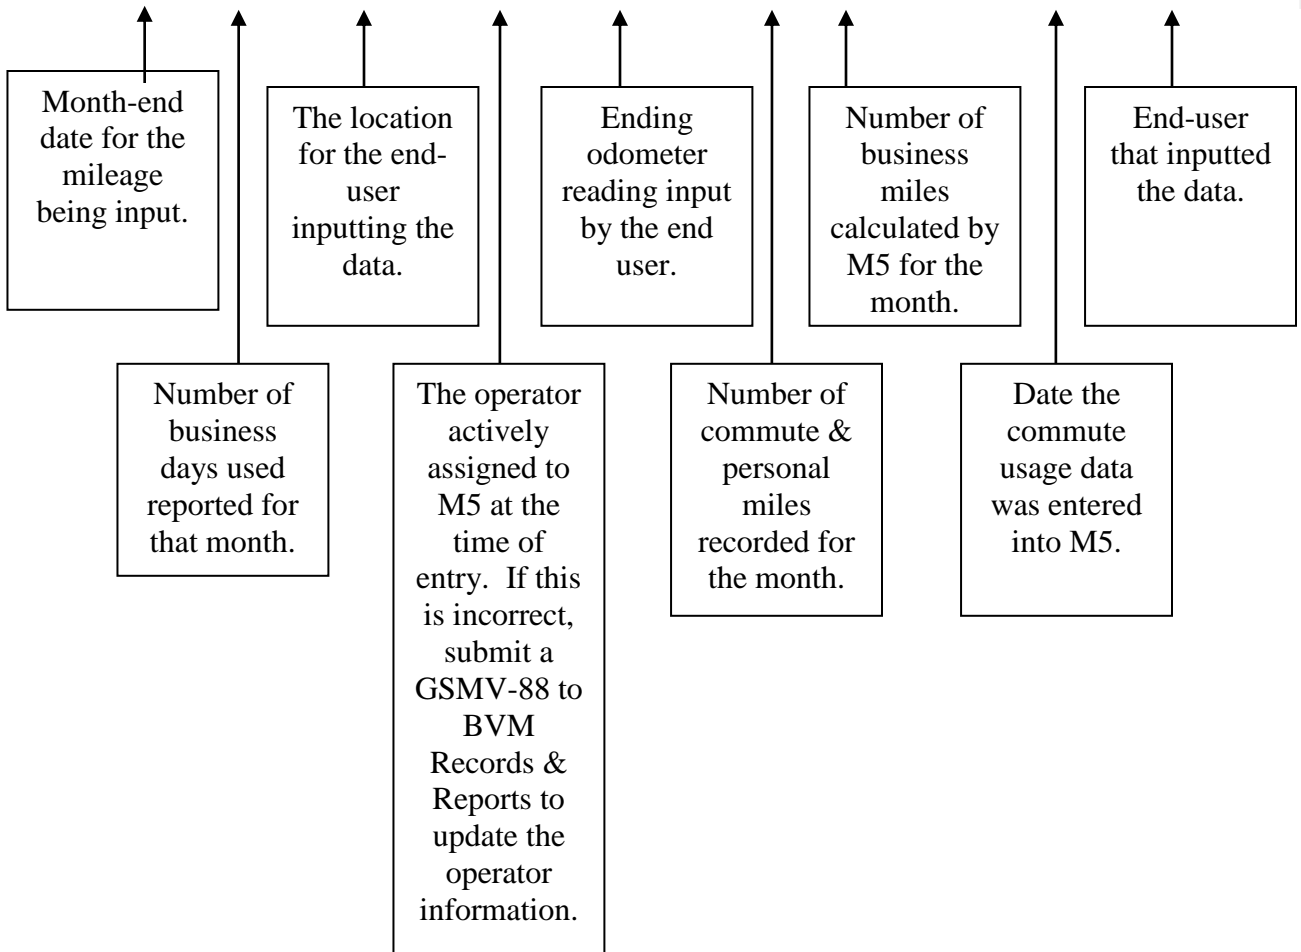 Month-end
date for the
mileage
being input.
The location
for the end-
user
inputting the
data.
Ending
odometer
reading input
by the end
user.
Number of
business
miles
calculated by
M5 for the
month.
End-user
that inputted
the data.
Number of
business
days used
reported for
that month.
The operator
actively
assigned to
M5 at the
time of
entry.  If this
is incorrect,
submit a
GSMV-88 to
BVM
Records &
Reports to
update the
operator
information.
Number of
commute &
personal
miles
recorded for
the month.
Date the
commute
usage data
was entered
into M5.